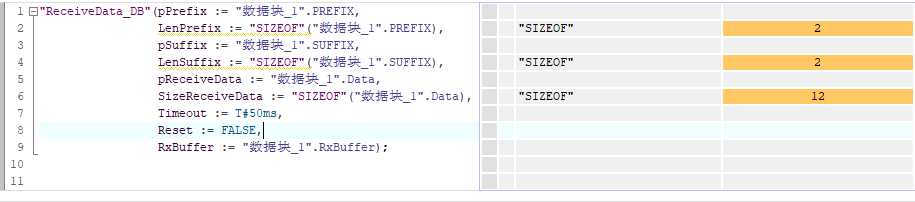 1 "ReceiveData_DB"(pPrefix := "数据块_1".PREFIX,
2 LenPrefix := "SIZEOF"("数据块_1".PREFIX), "SIZEOF" 2
3 pSuffix := "数据块_1".SUFFIX,
4 LenSuffix := "SIZEOF"("数据块_1".SUFFIX), "SIZEOF" 2
5 pReceiveData := "数据块_1".Data,
6 SizeReceiveData := "SIZEOF"("数据块_1".Data), "SIZEOF" 12
7 Timeout := T#50ms,
8 Reset := FALSE,
9 RxBuffer := "数据块_1".RxBuffer);
10
11